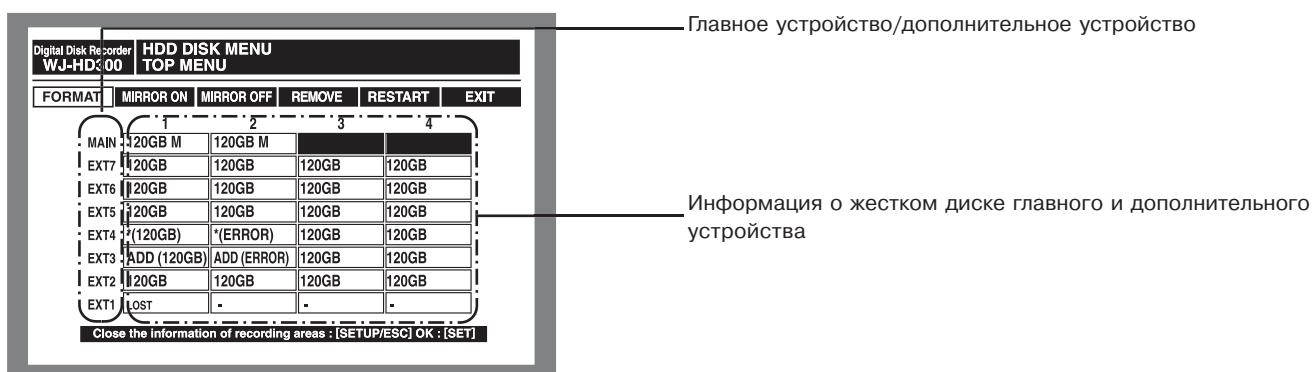 Главное устройство/дополнительное устройство
Digital Disk Recorder HDD DISK MENU
WJ-HD300 TOP MENU
FORMAT MIRROR ON MIRROR OFF REMOVE RESTART EXIT
1 2 3 4
MAIN 120GB M 120GB M
EXT7 120GB 120GB 120GB 120GB
EXT6 120GB 120GB 120GB 120GB
Информация о жестком диске главного и дополнительного
устройства
EXT5 120GB 120GB 120GB 120GB
EXT4 *(120GB) *(ERROR) 120GB 120GB
EXT3 ADD (120GB) ADD (ERROR) 120GB 120GB
EXT2 120GB 120GB 120GB 120GB
EXT1 LOST - - -
Close the information of recording areas : [SETUP/ESC] OK : [SET]